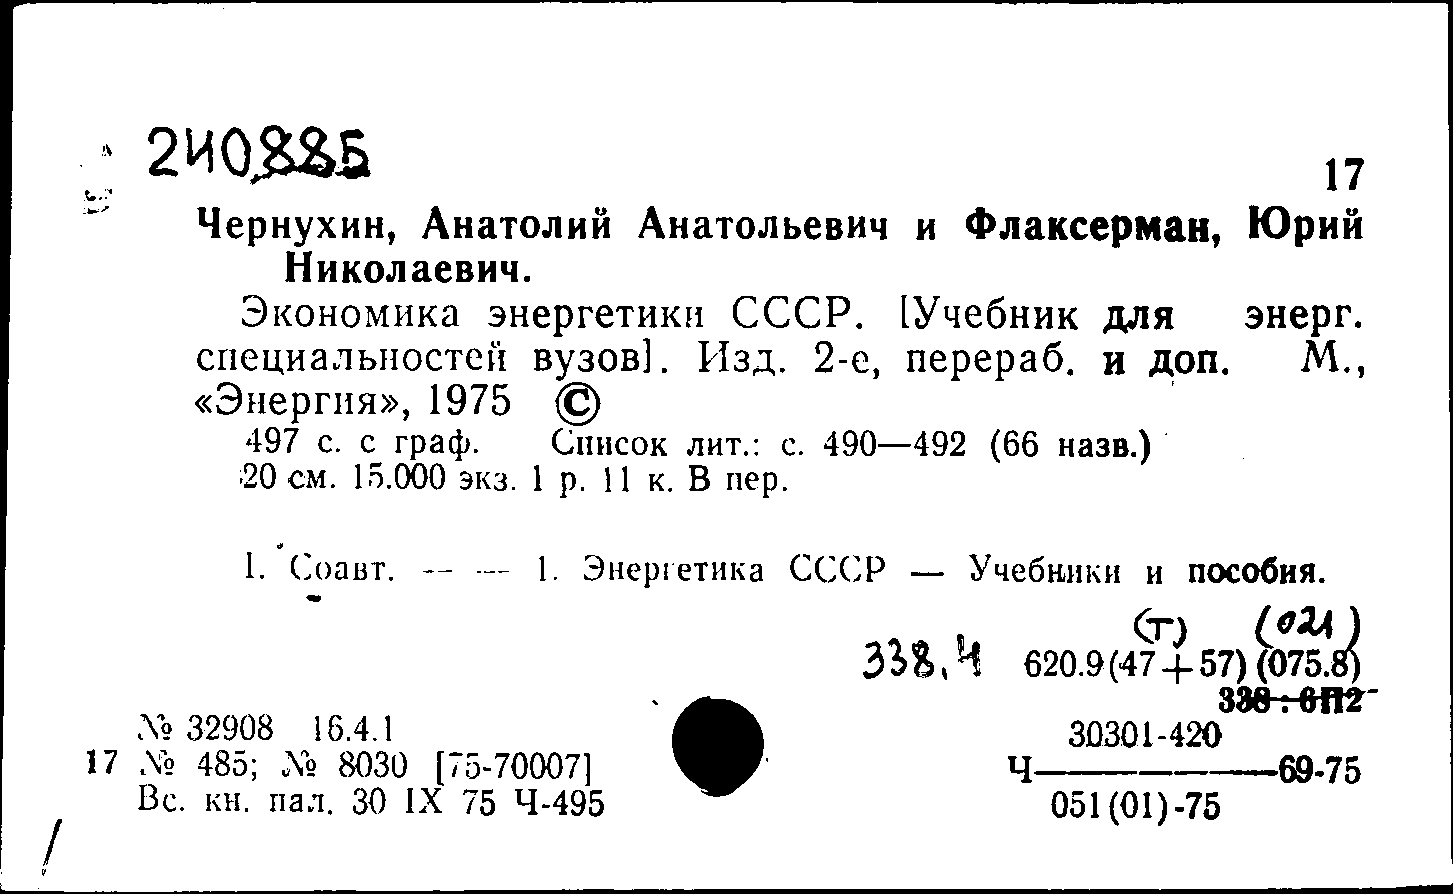 240885
17
Чернухин, Анатолий Анатольевич и Флаксерман, Юрий
Николаевич.
Экономика энергетики СССР. [Учебник для энерг.
специальностей вузов]. Изд. 2-е, перераб. и доп. М.,
«Энергия», 1975 ©
497 с. с граф. Список лит.: с. 490—492 (66 назв.)
20 см. 15.000 экз. 1 р. 11 к. В пер.
I. Соавт. — — 1. Энергетика СССР — Учебники и пособия.
(Т) (021)
338.4 620.9(47+57)(075.8)
338 : 6П2
№ 32908 16.4.1
30301-420
17 № 485; № 8030 [75-70007]
Ч—————69-75
Вс. кн. пал. 30 IX 75 Ч-495
051(01)-75